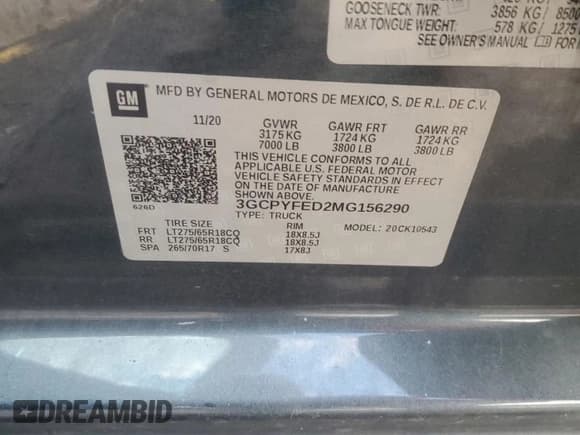 GOOSENECK TWR: 3856 KG / 8500
MAX TONGUE WEIGHT: 578 KG / 1275
SEE OWNER'S MANUAL FOR
GM
MFD BY GENERAL MOTORS DE MEXICO, S. DE R.L. DE C.V.
11/20 GVWR GAWR FRT GAWR RR
3175 KG 1724 KG 1724 KG
7000 LB 3800 LB 3800 LB
THIS VEHICLE CONFORMS TO ALL
APPLICABLE U.S. FEDERAL MOTOR
VEHICLE SAFETY STANDARDS IN EFFECT
ON THE DATE OF MANUFACTURE
SHOWN ABOVE.
3GCPYFED2MG156290
626D TYPE: TRUCK
TIRE SIZE RIM MODEL: 20CK10543
FRT LT275/65R18CQ 18X8.5J
RR LT275/65R18CQ 18X8.5J
SPA 265/70R17 S 17X8J
DREAMBID